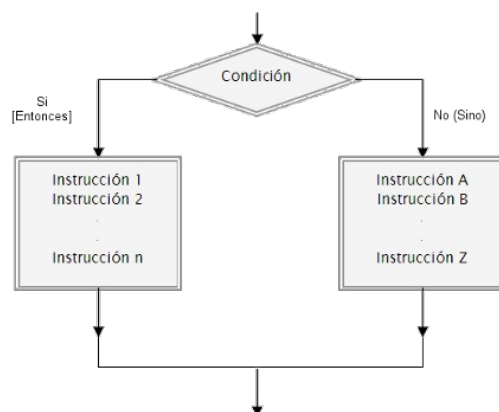 Condición
Si
[Entonces]
No (Sino)
Instrucción 1
Instrucción 2
.
.
Instrucción n
Instrucción A
Instrucción B
.
.
Instrucción Z